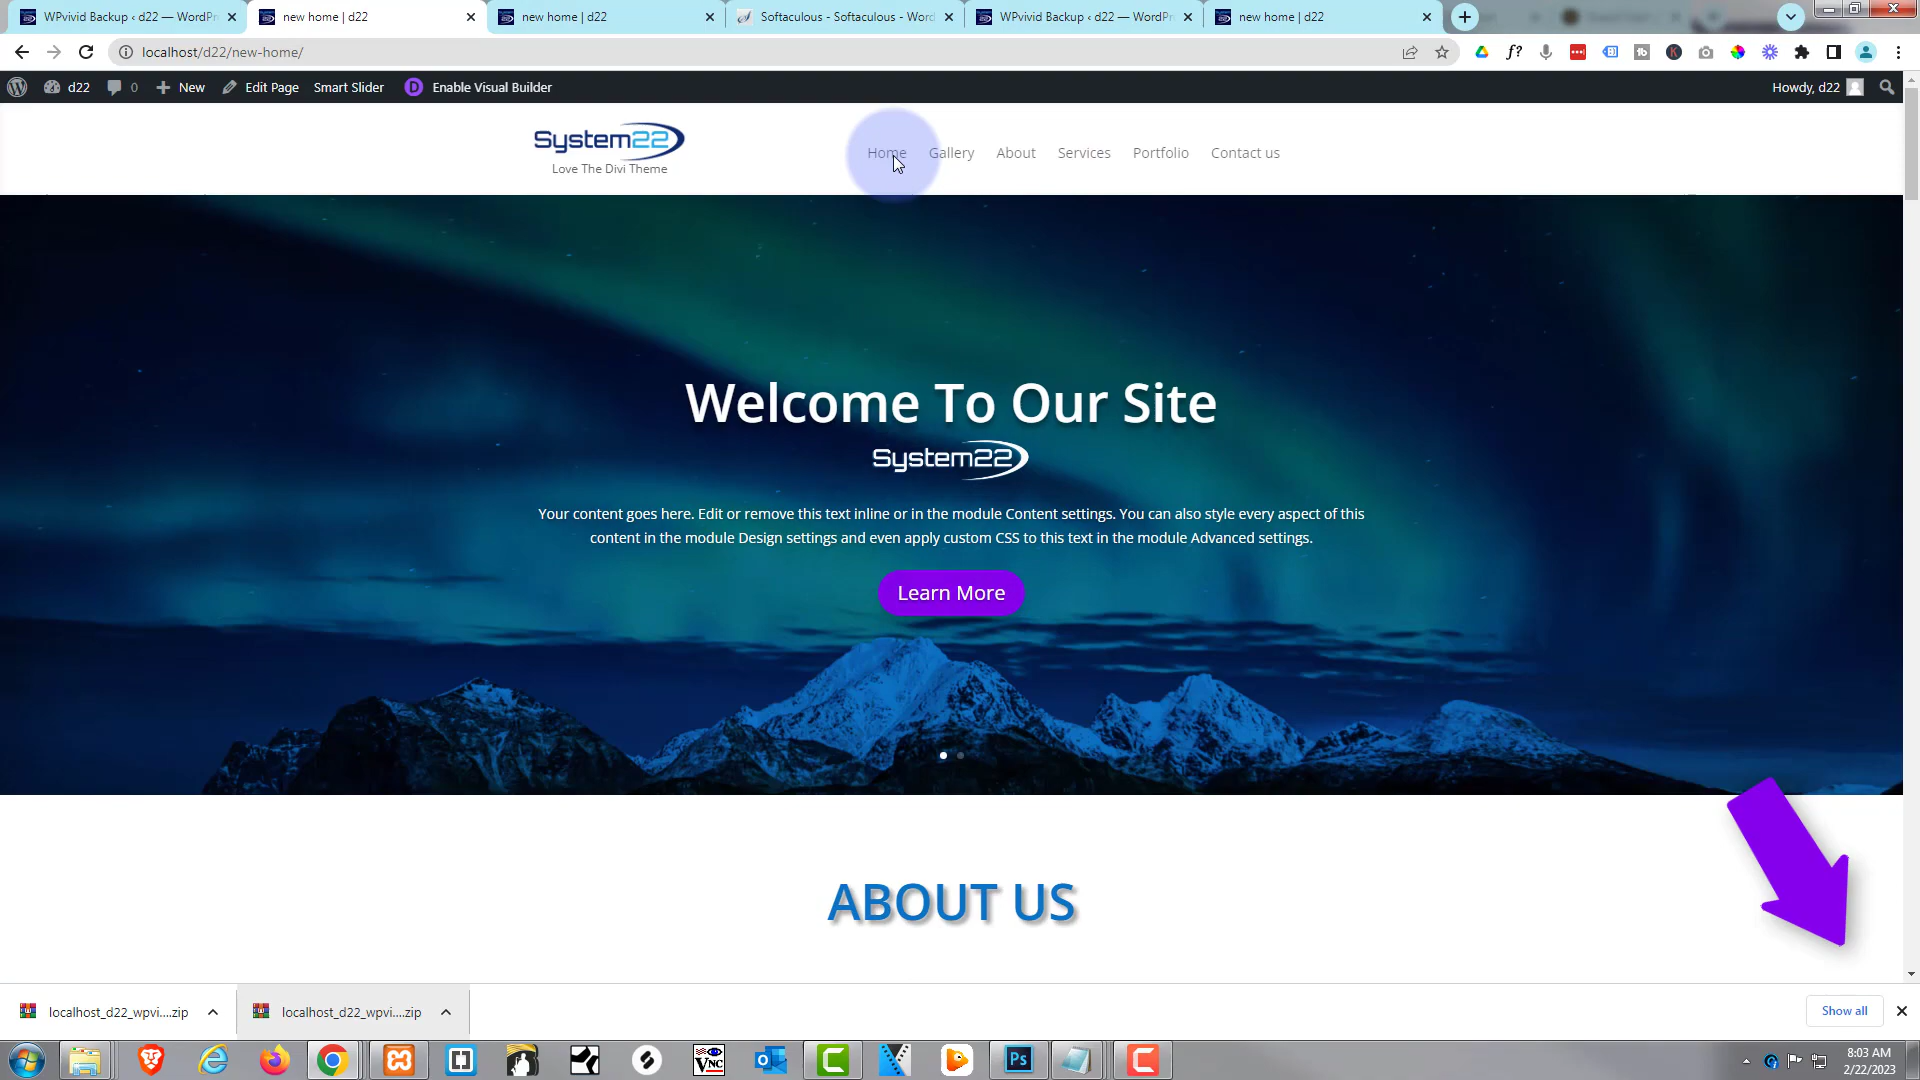 WPvivid Backup ‹ d22 — WordPr
new home | d22
new home | d22
Softaculous - Softaculous - Word
WPvivid Backup ‹ d22 — WordPr
new home | d22
localhost/d22/new-home/
d22
0
New
Edit Page
Smart Slider
D
Enable Visual Builder
Howdy, d22
System22
Love The Divi Theme
Home
Gallery
About
Services
Portfolio
Contact us
Welcome To Our Site
System22
Your content goes here. Edit or remove this text inline or in the module Content settings. You can also style every aspect of this
content in the module Design settings and even apply custom CSS to this text in the module Advanced settings.
Learn More
ABOUT US
localhost_d22_wpvi....zip
localhost_d22_wpvi....zip
Show all
VNC
Ps
8:03 AM
2/22/2023